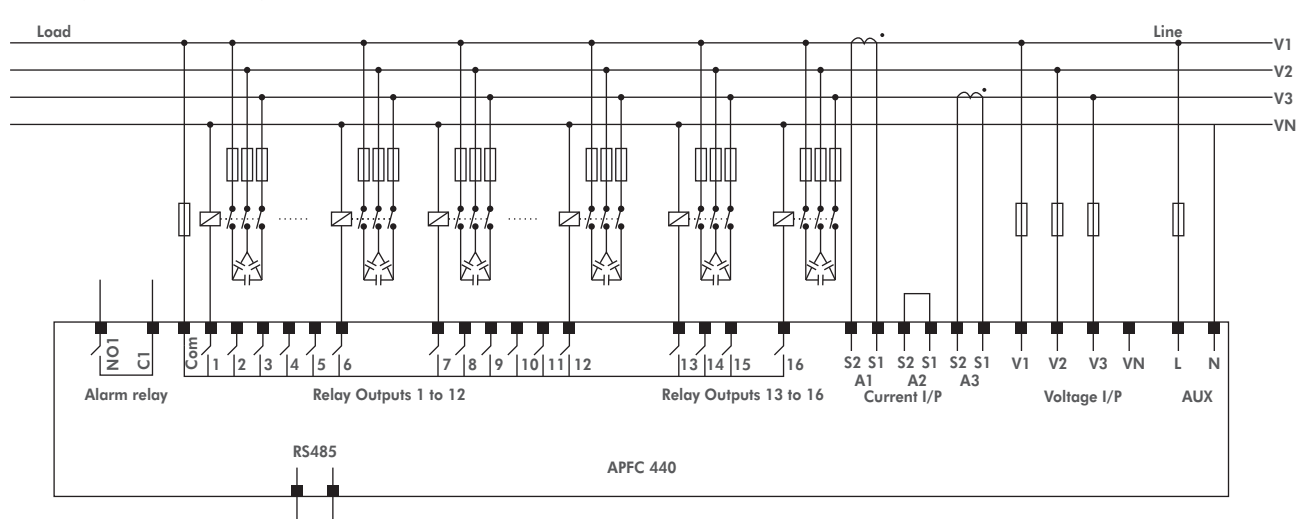 Load
Line
V1
V2
V3
VN
NO1
C1
Com
1 2 3 4 5 6
7 8 9 10 11 12
13 14 15 16
S2 S1 S2 S1 S2 S1
A1 A2 A3
V1 V2 V3 VN
L N
Alarm relay
Relay Outputs 1 to 12
Relay Outputs 13 to 16
Current I/P
Voltage I/P
AUX
RS485
APFC 440